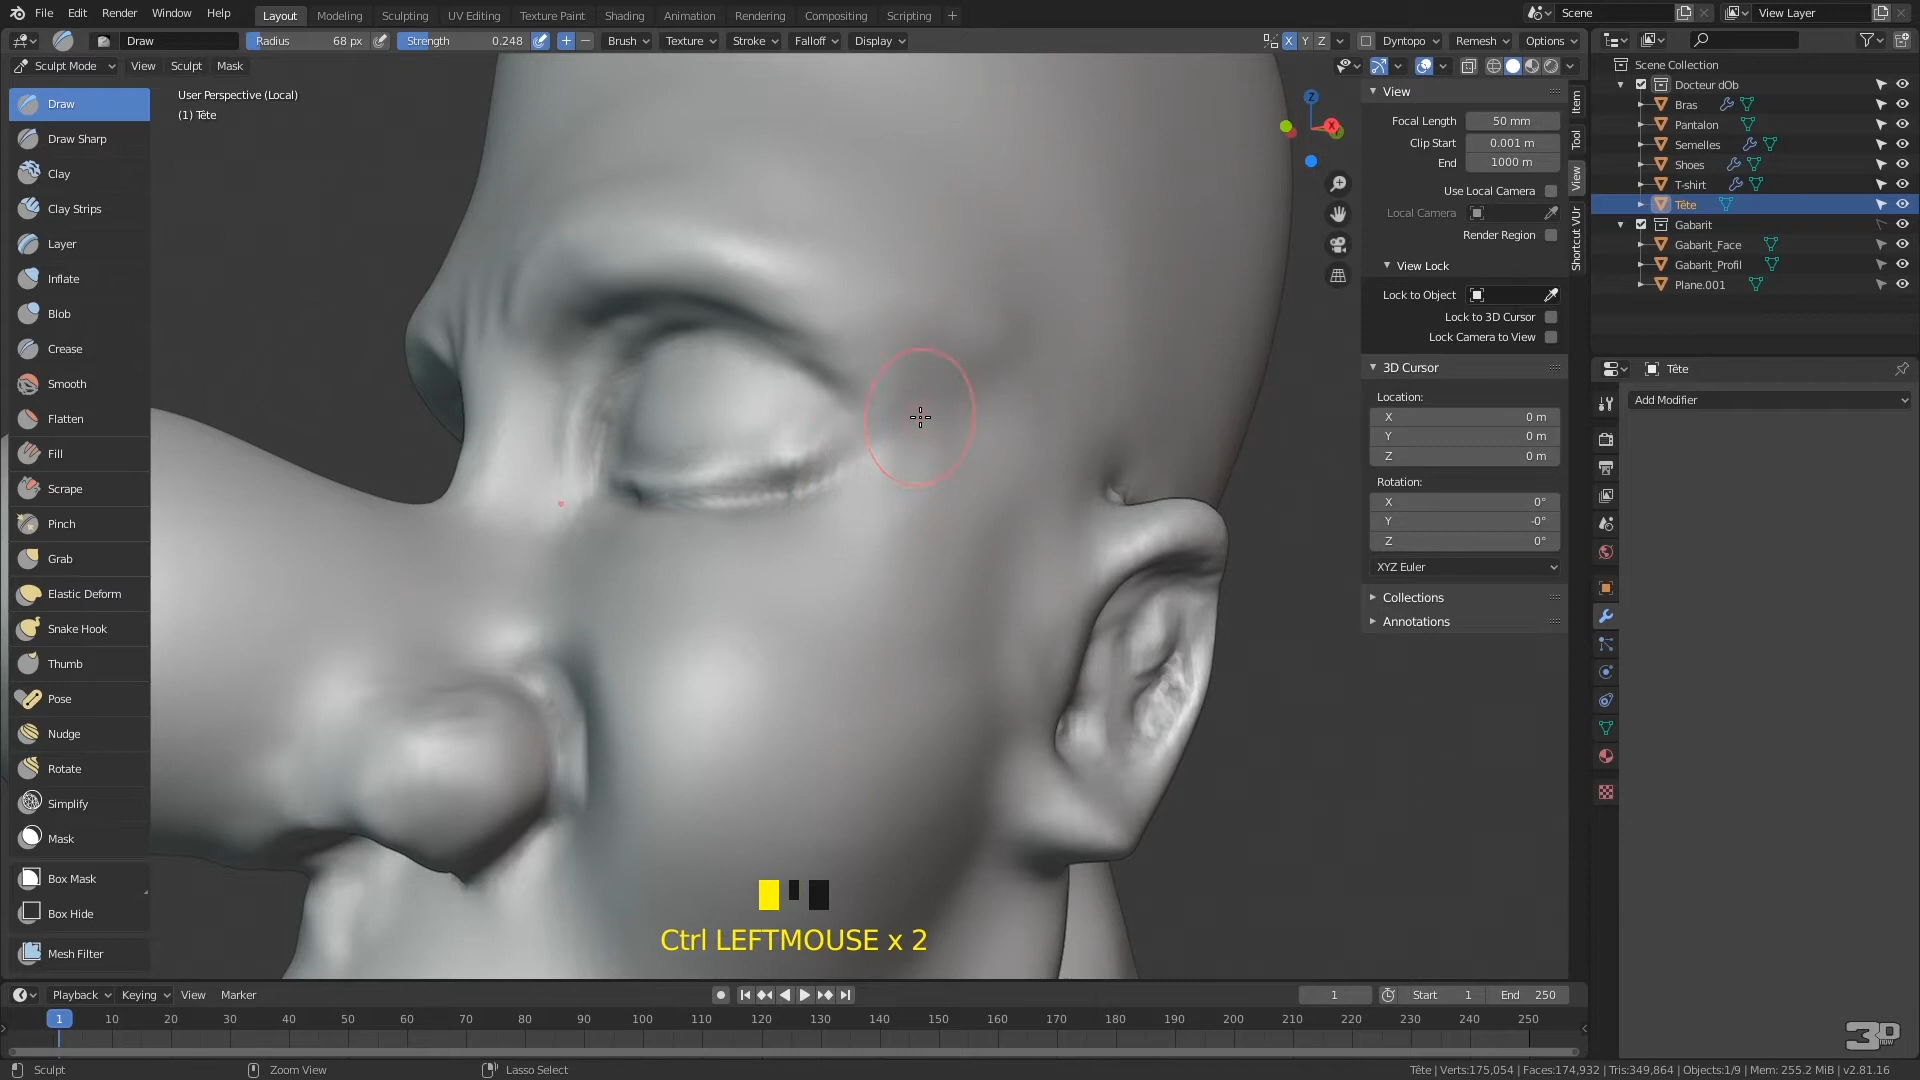 File Edit Render Window Help
Layout Modeling Sculpting UV Editing Texture Paint Shading Animation Rendering Compositing Scripting +
Scene
View Layer
Draw
Radius 68 px
Strength 0.248
Brush Texture Stroke Falloff Display
X Y Z
Dyntopo Remesh Options
Sculpt Mode View Sculpt Mask
User Perspective (Local)
(1) Tête
Draw
Draw Sharp
Clay
Clay Strips
Layer
Inflate
Blob
Crease
Smooth
Flatten
Fill
Scrape
Pinch
Grab
Elastic Deform
Snake Hook
Thumb
Pose
Nudge
Rotate
Simplify
Mask
Box Mask
Box Hide
Mesh Filter
Z
X
View
Focal Length 50 mm
Clip Start 0.001 m
End 1000 m
Use Local Camera
Local Camera
Render Region
View Lock
Lock to Object
Lock to 3D Cursor
Lock Camera to View
3D Cursor
Location:
X 0 m
Y 0 m
Z 0 m
Rotation:
X 0°
Y -0°
Z 0°
XYZ Euler
Collections
Annotations
Item
Tool
View
Shortcut VUr
Scene Collection
Docteur dOb
Bras
Pantalon
Semelles
Shoes
T-shirt
Tête
Gabarit
Gabarit_Face
Gabarit_Profil
Plane.001
Tête
Add Modifier
Ctrl LEFTMOUSE x 2
Playback Keying View Marker
1
Start 1
End 250
1 10 20 30 40 50 60 70 80 90 100 110 120 130 140 150 160 170 180 190 200 210 220 230 240 250
3D now
Sculpt
Zoom View
Lasso Select
Tête | Verts:175,054 | Faces:174,932 | Tris:349,864 | Objects:1/9 | Mem: 255.2 MiB | v2.81.16